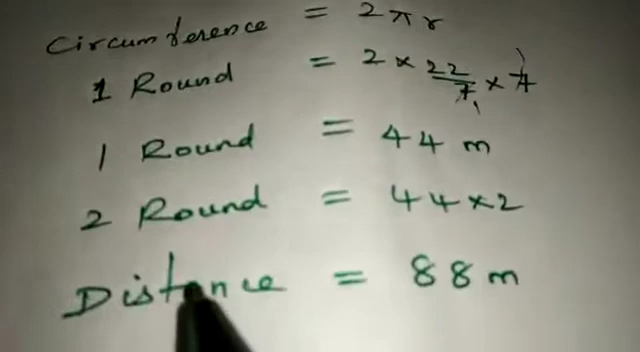 Circumference = 2πr
1 Round = 2 × 22/7 × 7
1 Round = 44 m
2 Round = 44×2
Distance = 88 m